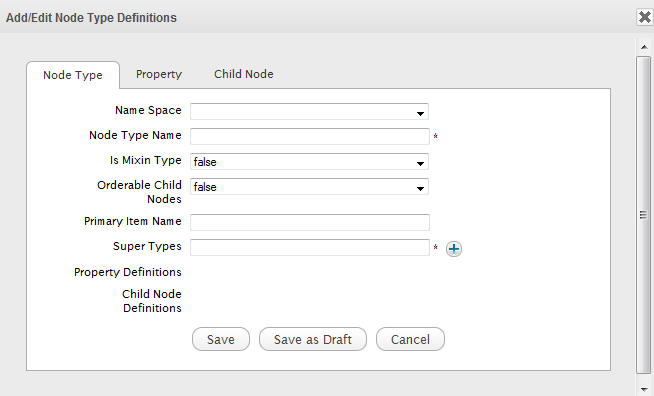 Add/Edit Node Type Definitions
Node Type Property Child Node
Name Space
Node Type Name *
Is Mixin Type false
Orderable Child false
Nodes
Primary Item Name
Super Types *
Property Definitions
Child Node
Definitions
Save Save as Draft Cancel